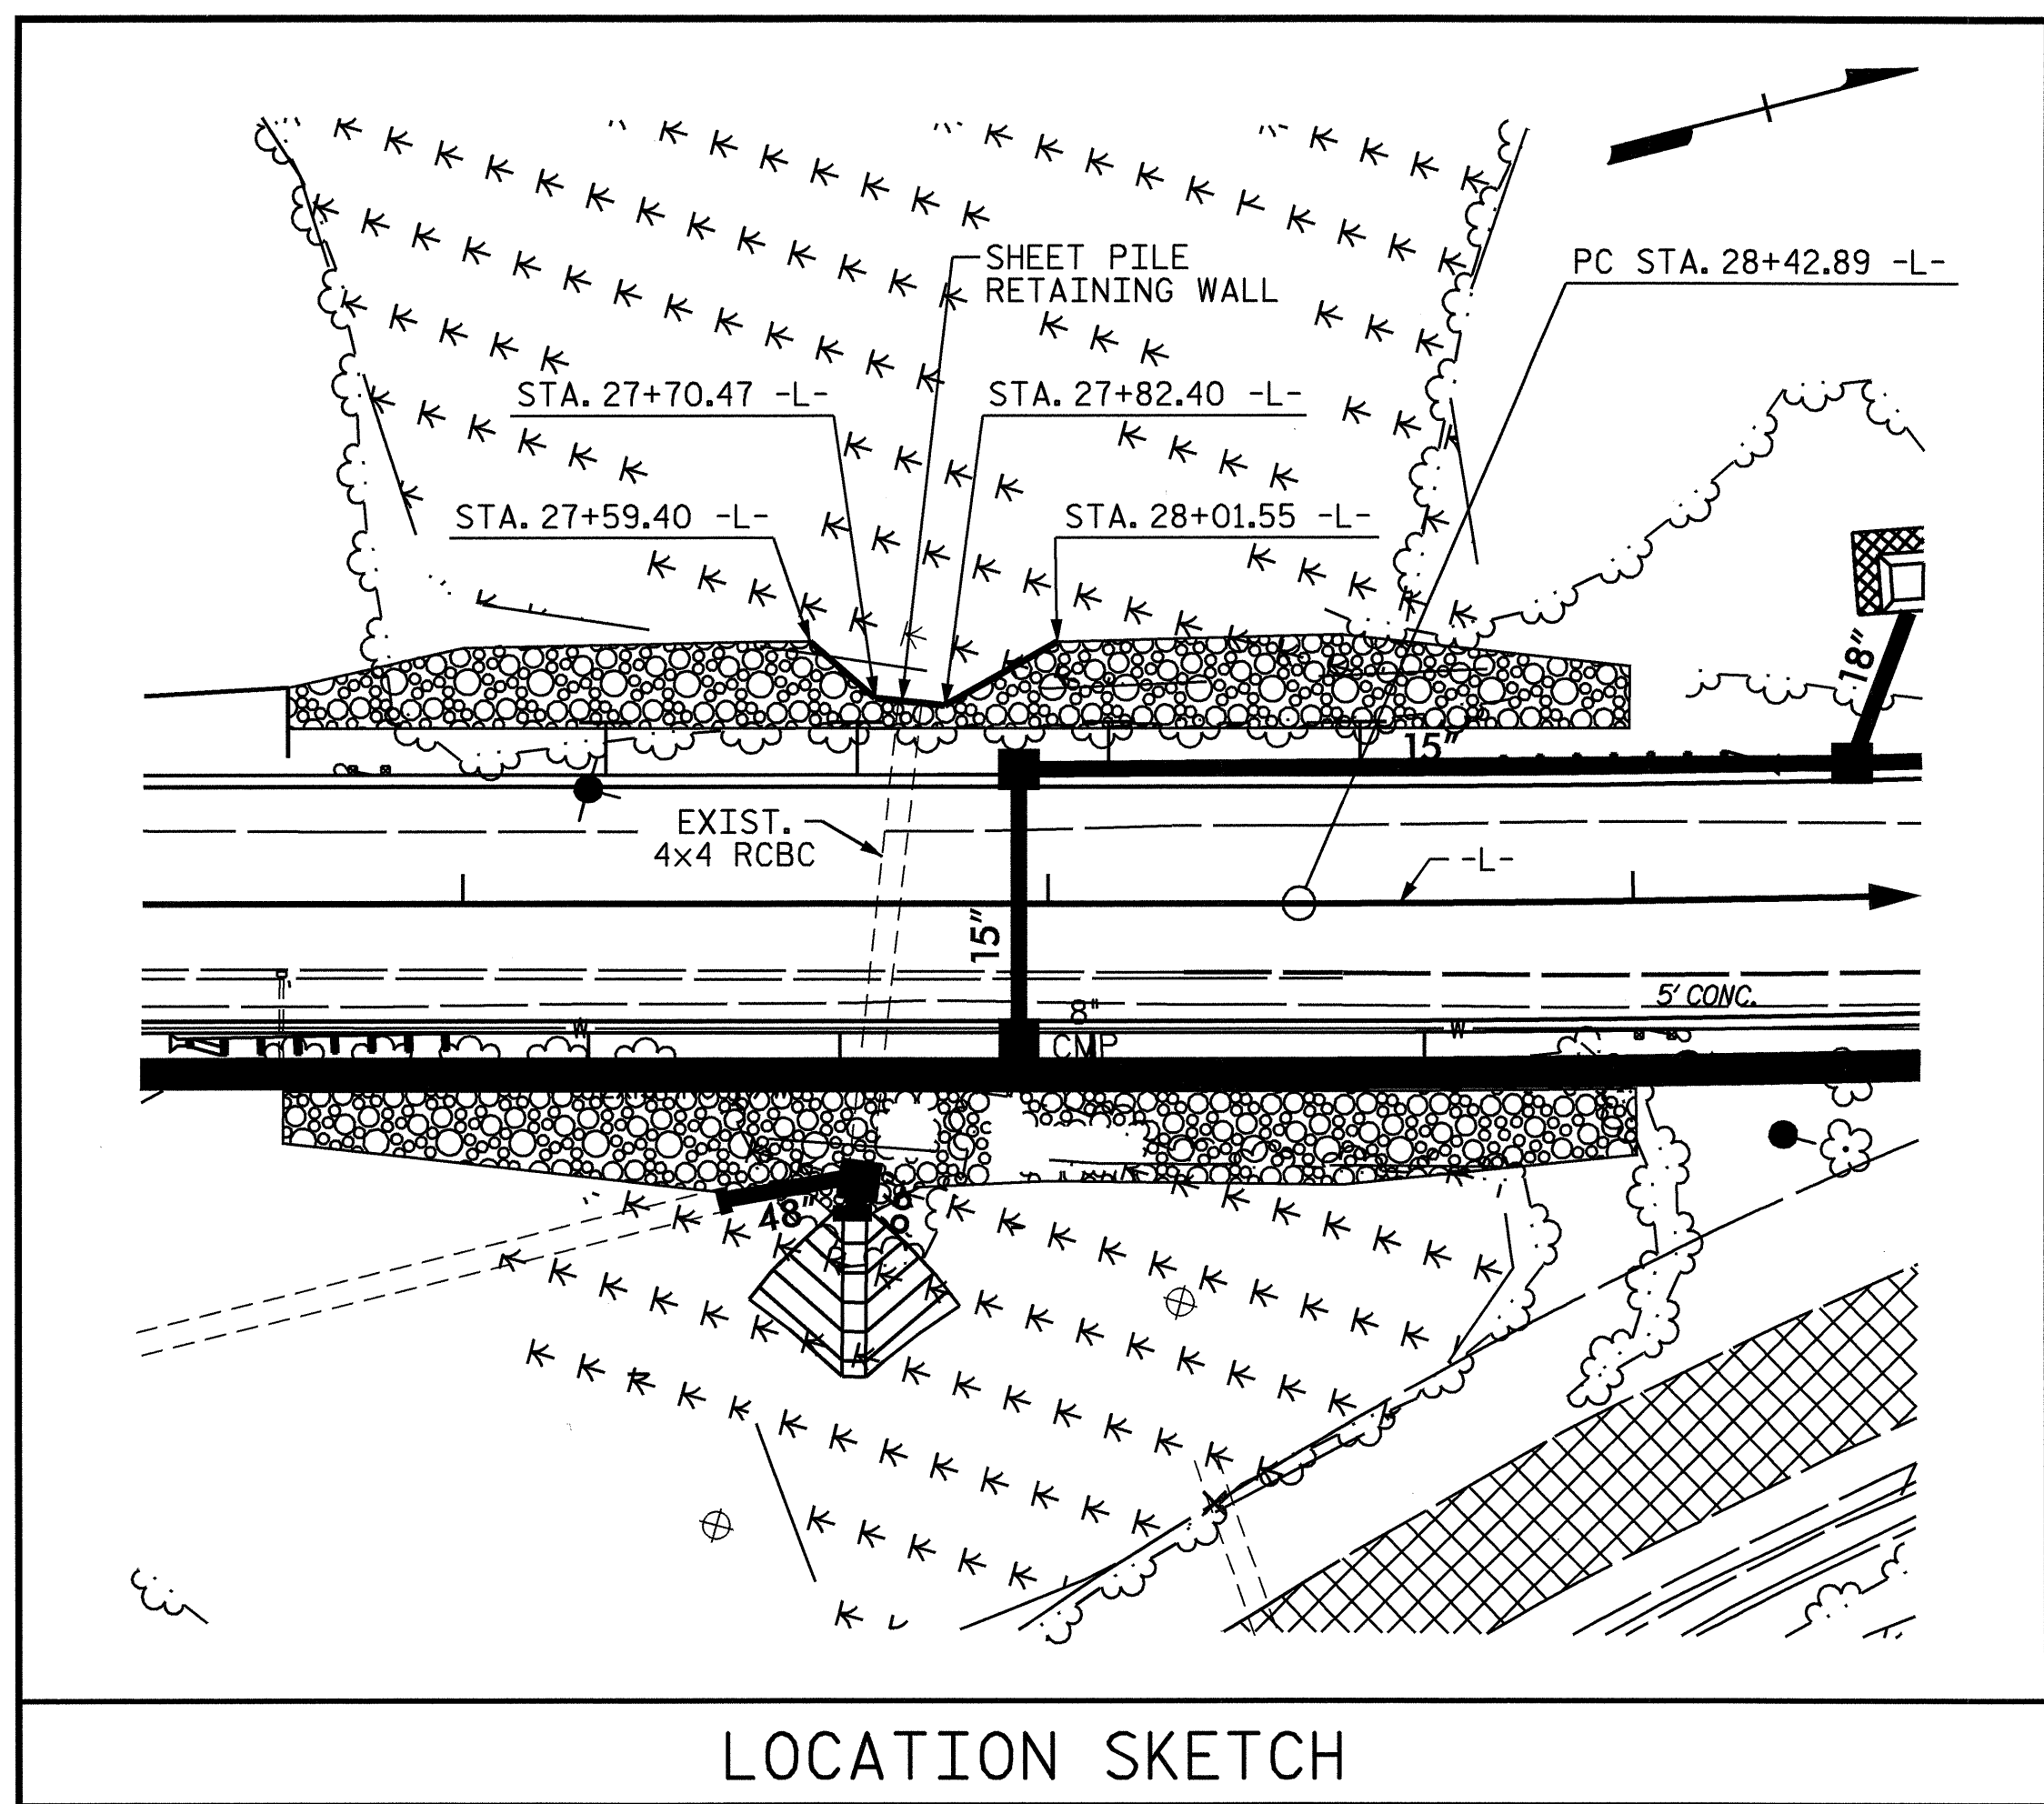 SHEET PILE
RETAINING WALL
PC STA. 28+42.89 -L-
STA. 27+70.47 -L-
STA. 27+82.40 -L-
STA. 27+59.40 -L-
STA. 28+01.55 -L-
18"
15"
EXIST.
4x4 RCBC
-L-
15"
5' CONC.
8"
W
W
CMP
48"
LOCATION SKETCH